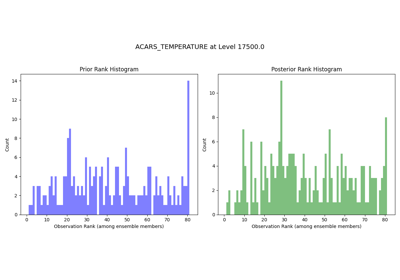 ACARS_TEMPERATURE at Level 17500.0
Prior Rank Histogram
Posterior Rank Histogram
Count
14
12
10
8
6
4
2
0
0 10 20 30 40 50 60 70 80
Observation Rank (among ensemble members)
Count
10
8
6
4
2
0
0 10 20 30 40 50 60 70 80
Observation Rank (among ensemble members)